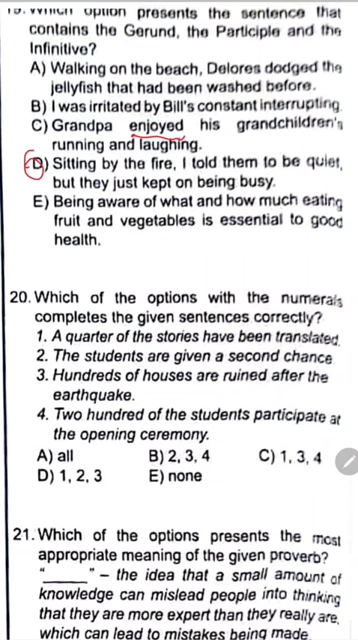 19. Which option presents the sentence that
contains the Gerund, the Participle and the
Infinitive?
A) Walking on the beach, Delores dodged the
jellyfish that had been washed before.
B) I was irritated by Bill's constant interrupting.
C) Grandpa enjoyed his grandchildren's
running and laughing.
D) Sitting by the fire, I told them to be quiet,
but they just kept on being busy.
E) Being aware of what and how much eating
fruit and vegetables is essential to good
health.
20. Which of the options with the numerals
completes the given sentences correctly?
1. A quarter of the stories have been translated.
2. The students are given a second chance
3. Hundreds of houses are ruined after the
earthquake.
4. Two hundred of the students participate at
the opening ceremony.
A) all B) 2, 3, 4 C) 1, 3, 4
D) 1, 2, 3 E) none
21. Which of the options presents the most
appropriate meaning of the given proverb?
"______" – the idea that a small amount of
knowledge can mislead people into thinking
that they are more expert than they really are,
which can lead to mistakes being made